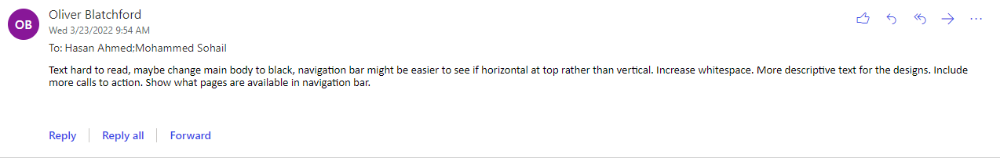 OB
Oliver Blatchford
Wed 3/23/2022 9:54 AM
To: Hasan Ahmed;Mohammed Sohail
Text hard to read, maybe change main body to black, navigation bar might be easier to see if horizontal at top rather than vertical. Increase whitespace. More descriptive text for the designs. Include
more calls to action. Show what pages are available in navigation bar.
Reply Reply all Forward